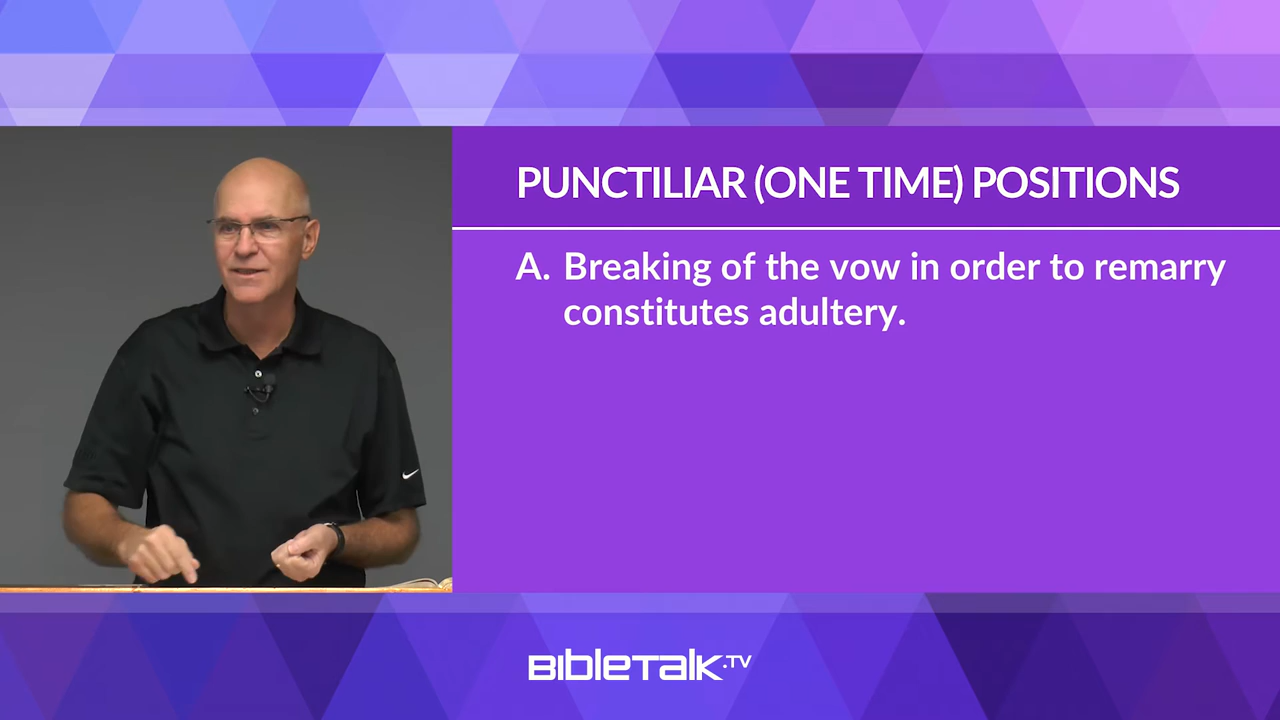 PUNCTILIAR (ONE TIME) POSITIONS
A. Breaking of the vow in order to remarry
constitutes adultery.
BIBLETALK.TV